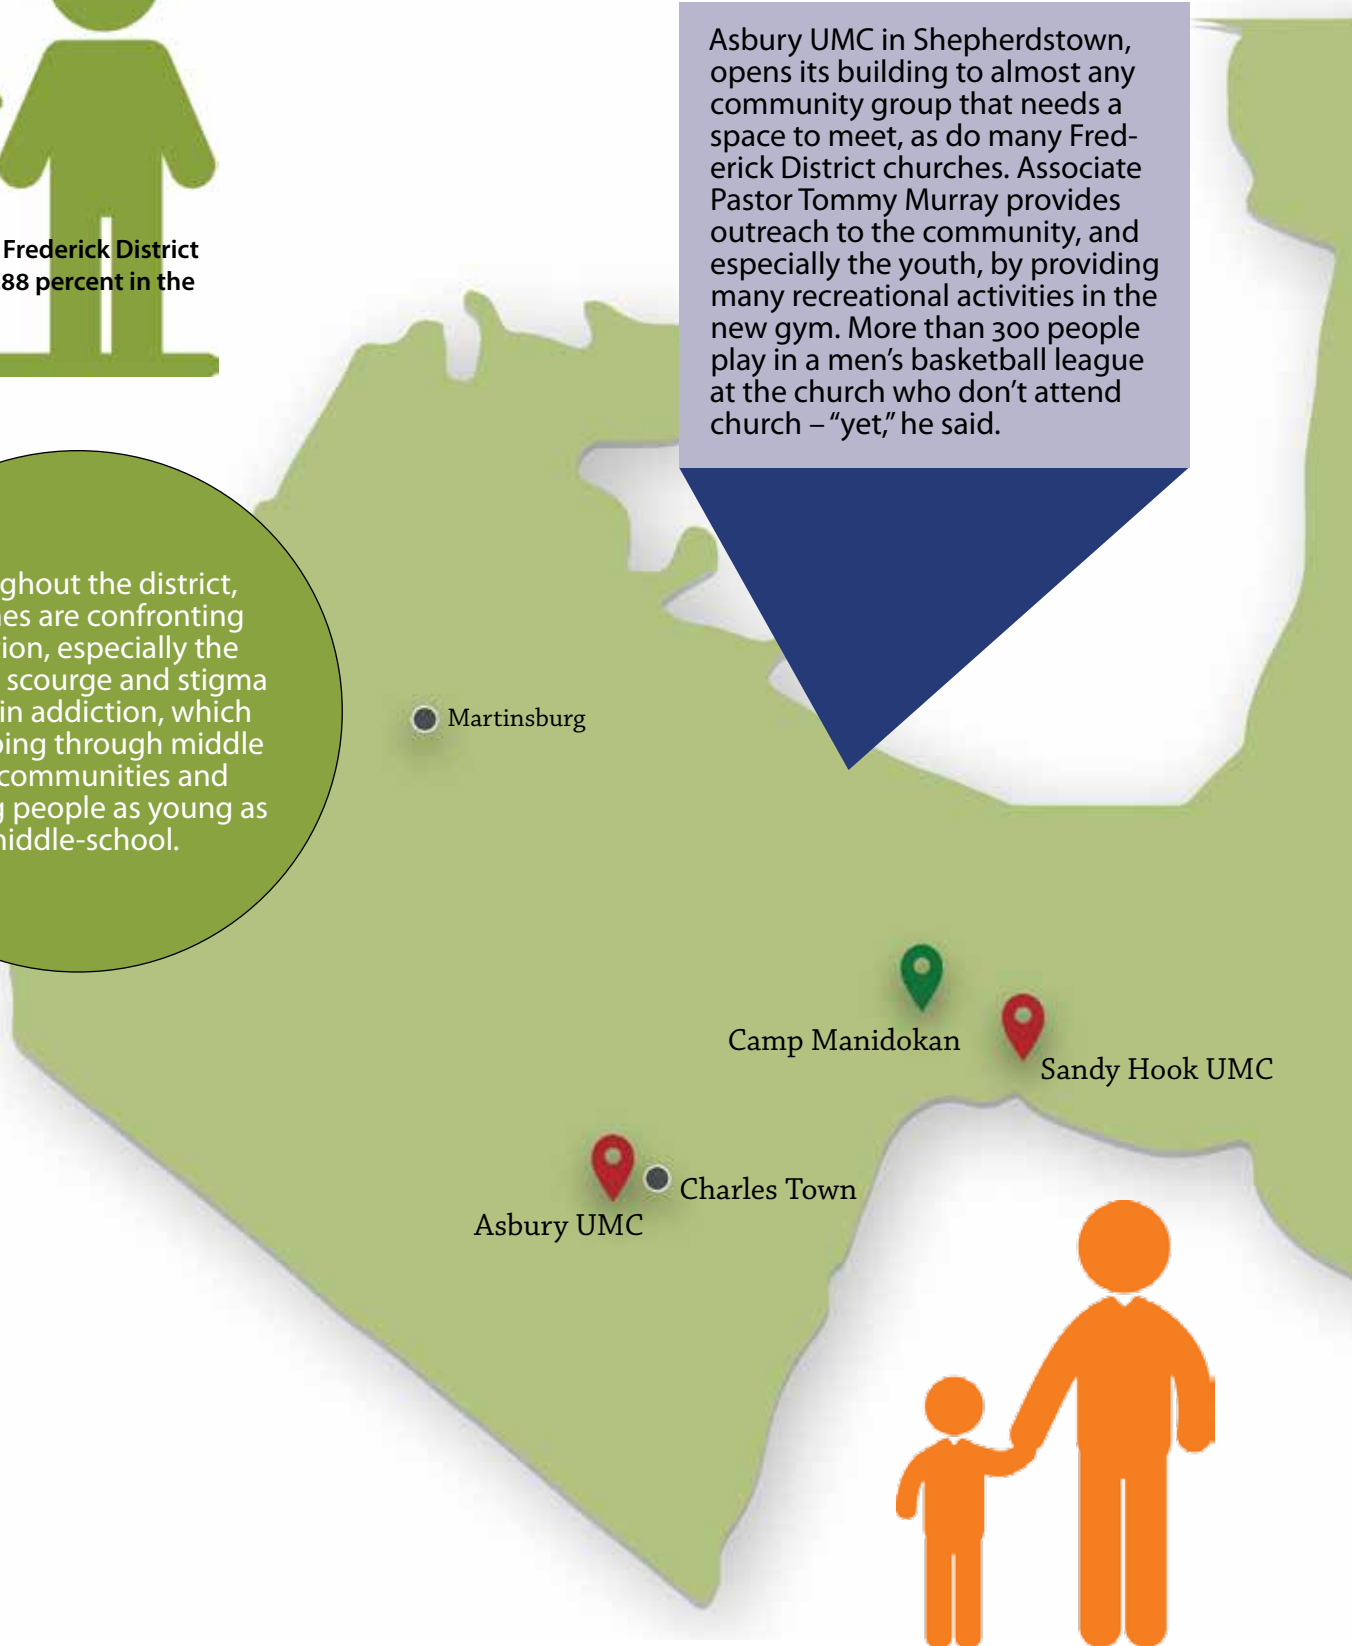 Asbury UMC in Shepherdstown,
opens its building to almost any
community group that needs a
space to meet, as do many Fred-
erick District churches. Associate
Pastor Tommy Murray provides
outreach to the community, and
especially the youth, by providing
many recreational activities in the
new gym. More than 300 people
play in a men’s basketball league
at the church who don’t attend
church – “yet,” he said.
Frederick District
88 percent in the
ghout the district,
are confronting
especially the
scourge and stigma
in addiction, which
through middle
communities and
people as young as
middle-school.
Martinsburg
Camp Manidokan
Sandy Hook UMC
Charles Town
Asbury UMC